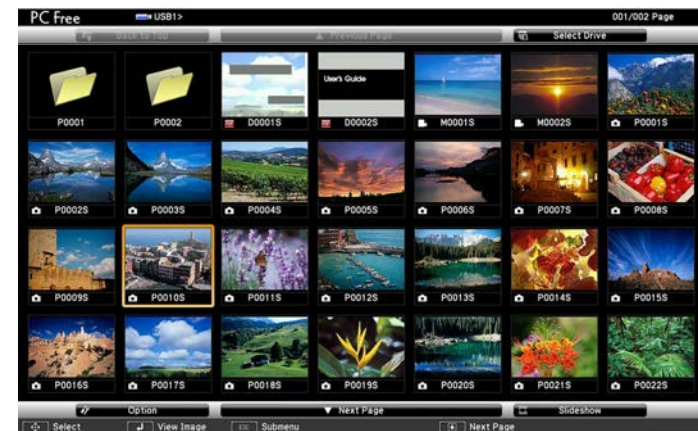 PC Free USB1> 001/002 Page
Back to Top Previous Page Select Drive
User's Guide
P0001 P0002 D0001S D0002S M0001S M0002S P0001S
P0002S P0003S P0004S P0005S P0006S P0007S P0008S
P0009S P0010S P0011S P0012S P0013S P0014S P0015S
P0016S P0017S P0018S P0019S P0020S P0021S P0022S
Option Next Page Slideshow
Select View Image Submenu Next Page